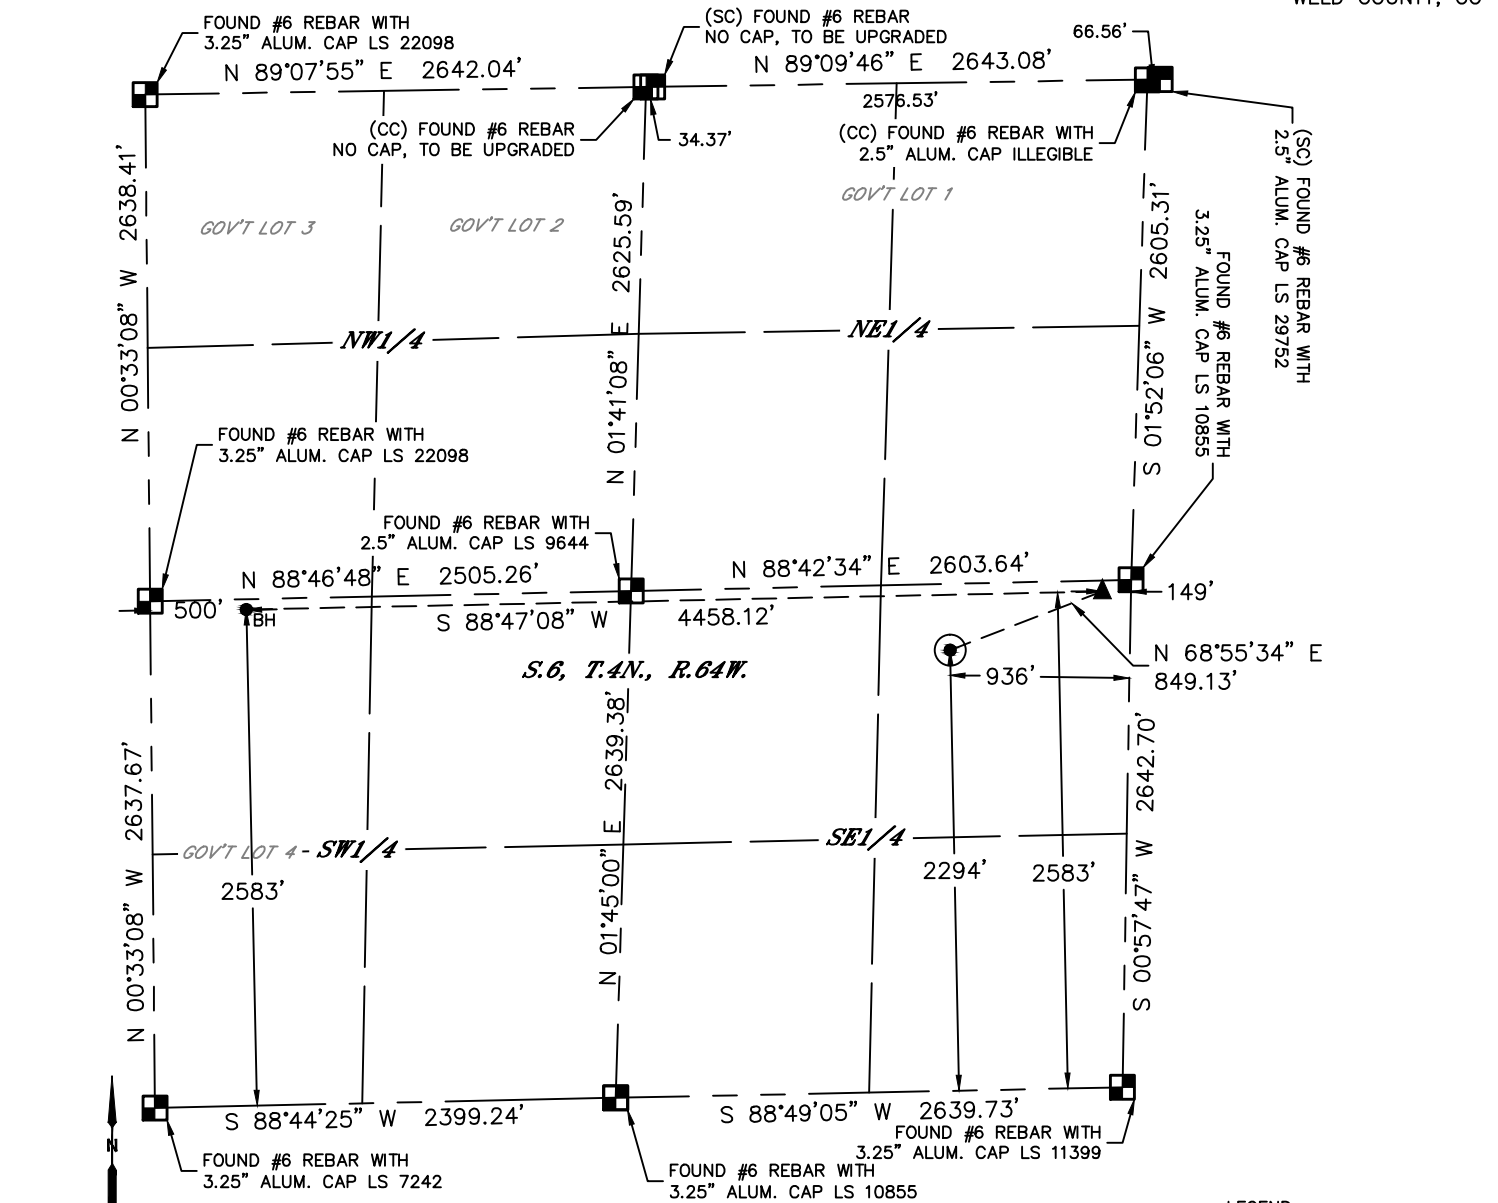 FOUND #6 REBAR WITH
3.25” ALUM. CAP LS 22098
(SC) FOUND #6 REBAR
NO CAP, TO BE UPGRADED
66.56’
N 89°07’55” E 2642.04’
N 89°09’46” E 2643.08’
2576.53’
(CC) FOUND #6 REBAR
NO CAP, TO BE UPGRADED
34.37’
(CC) FOUND #6 REBAR WITH
2.5” ALUM. CAP ILLEGIBLE
(SC) FOUND #6 REBAR WITH
2.5” ALUM. CAP LS 29752
GOV’T LOT 3
GOV’T LOT 2
GOV’T LOT 1
N 00°33’08” W 2638.41’
N 01°41’08” E 2625.59’
S 01°52’06” W 2605.31’
FOUND #6 REBAR WITH
3.25” ALUM. CAP LS 10855
NW1/4
NE1/4
FOUND #6 REBAR WITH
3.25” ALUM. CAP LS 22098
FOUND #6 REBAR WITH
2.5” ALUM. CAP LS 9644
N 88°46’48” E 2505.26’
N 88°42’34” E 2603.64’
500’
BH
S 88°47’08” W 4458.12’
149’
S.6, T.4N., R.64W.
936’
N 68°55’34” E
849.13’
N 00°33’08” W 2637.67’
N 01°45’00” E 2639.38’
S 00°57’47” W 2642.70’
GOV’T LOT 4
SW1/4
SE1/4
2583’
2294’
2583’
S 88°44’25” W 2399.24’
S 88°49’05” W 2639.73’
N
FOUND #6 REBAR WITH
3.25” ALUM. CAP LS 11399
FOUND #6 REBAR WITH
3.25” ALUM. CAP LS 7242
FOUND #6 REBAR WITH
3.25” ALUM. CAP LS 10855